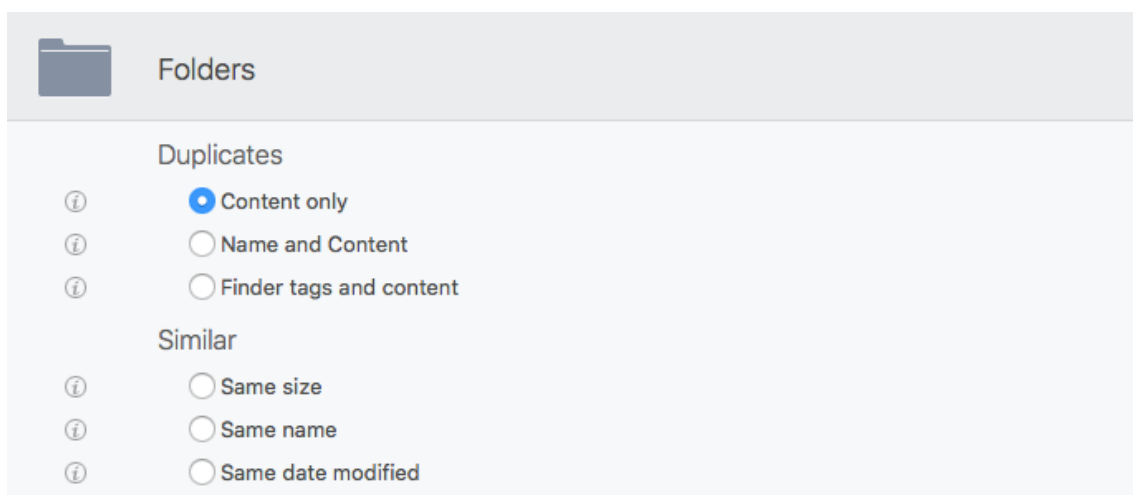 Folders
Duplicates
Content only
Name and Content
Finder tags and content
Similar
Same size
Same name
Same date modified